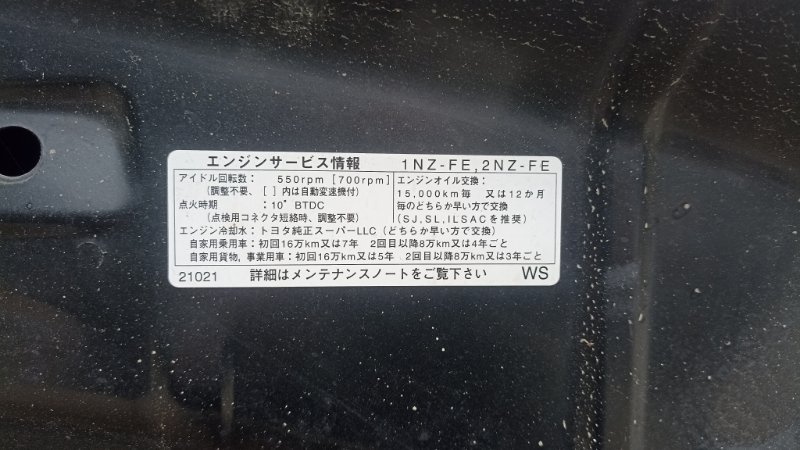 エンジンサービス情報 1NZ-FE,2NZ-FE
アイドル回転数: 550rpm [700rpm]
(調整不要、[ ]内は自動変速機付)
点火時期 :10°BTDC
(点検用コネクタ短絡時、調整不要)
エンジンオイル交換:
15,000km毎 又は12か月
毎のどちらか早い方で交換
(SJ,SL,ILSACを推奨)
エンジン冷却水:トヨタ純正スーパーLLC(どちらか早い方で交換)
自家用乗用車:初回16万km又は7年 2回目以降8万km又は4年ごと
自家用貨物,事業用車:初回16万km又は5年 2回目以降8万km又は3年ごと
21021 詳細はメンテナンスノートをご覧下さい WS